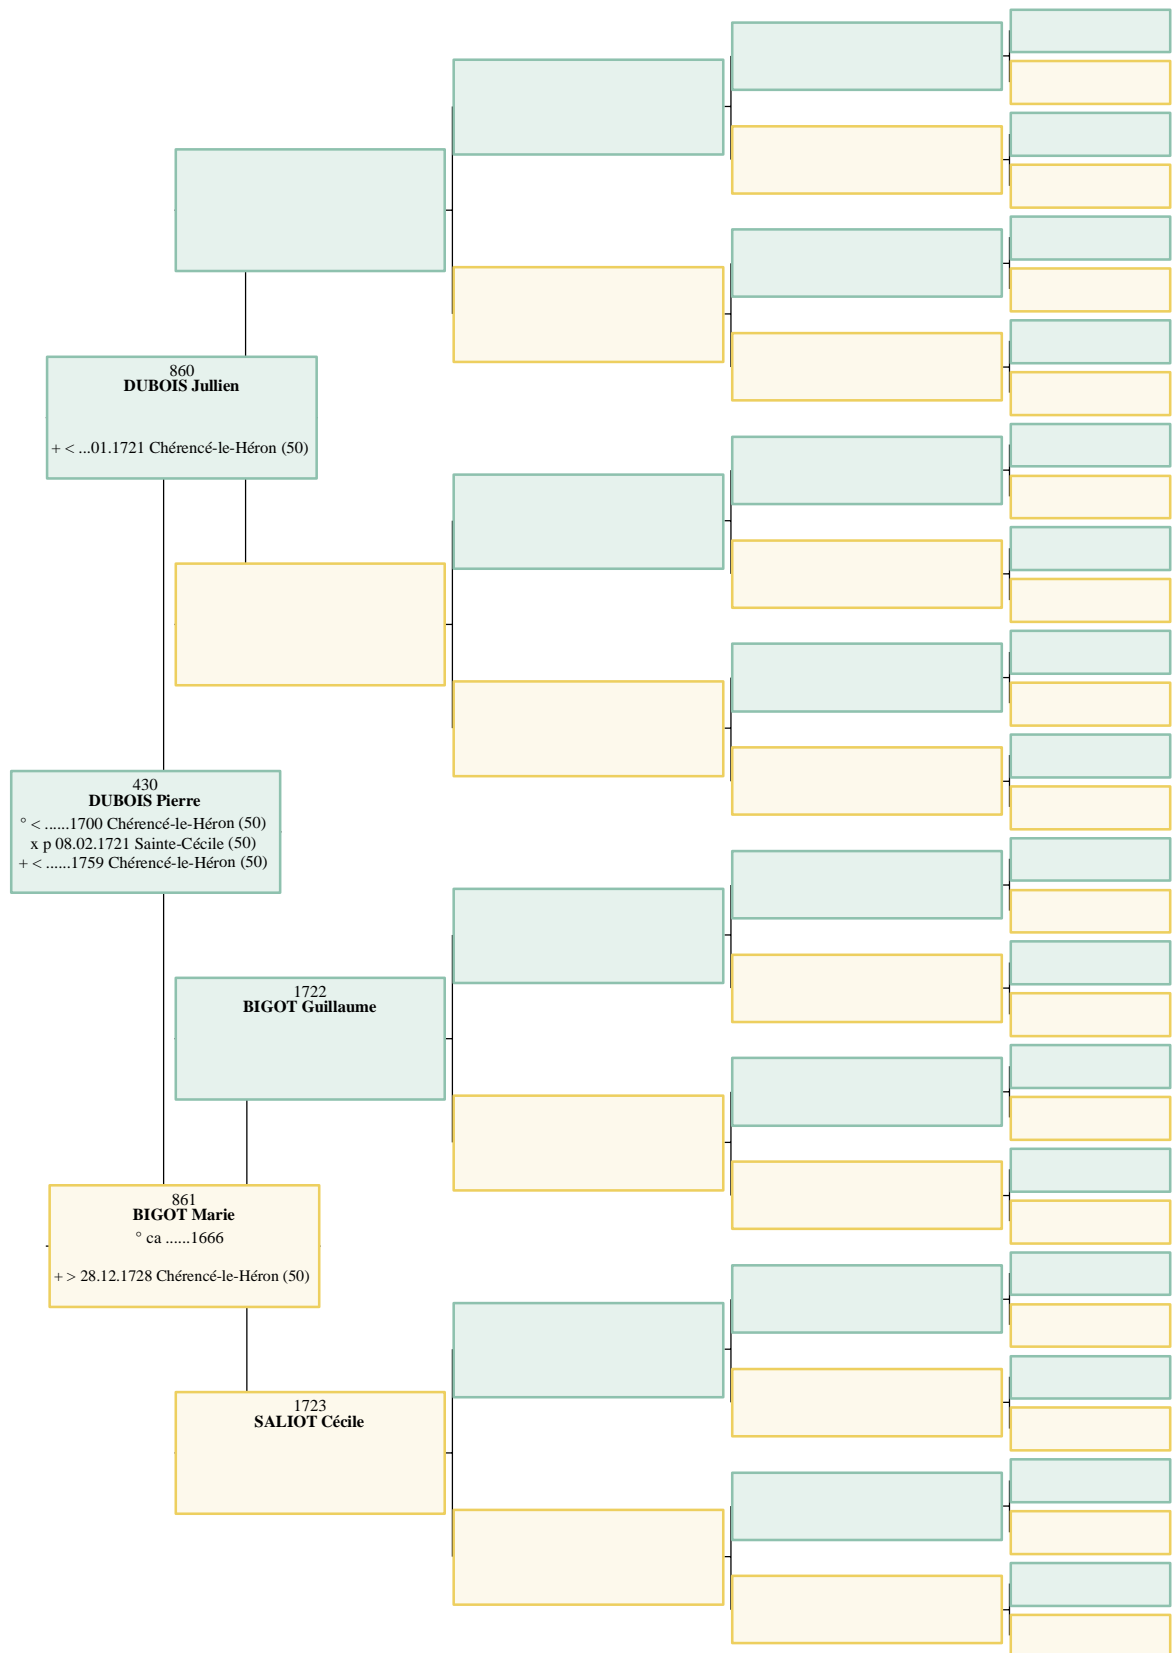 860
DUBOIS Jullien
+ < ...01.1721 Chérencé-le-Héron (50)
430
DUBOIS Pierre
° < ......1700 Chérencé-le-Héron (50)
x p 08.02.1721 Sainte-Cécile (50)
+ < ......1759 Chérencé-le-Héron (50)
1722
BIGOT Guillaume
861
BIGOT Marie
° ca ......1666
+ > 28.12.1728 Chérencé-le-Héron (50)
1723
SALIOT Cécile